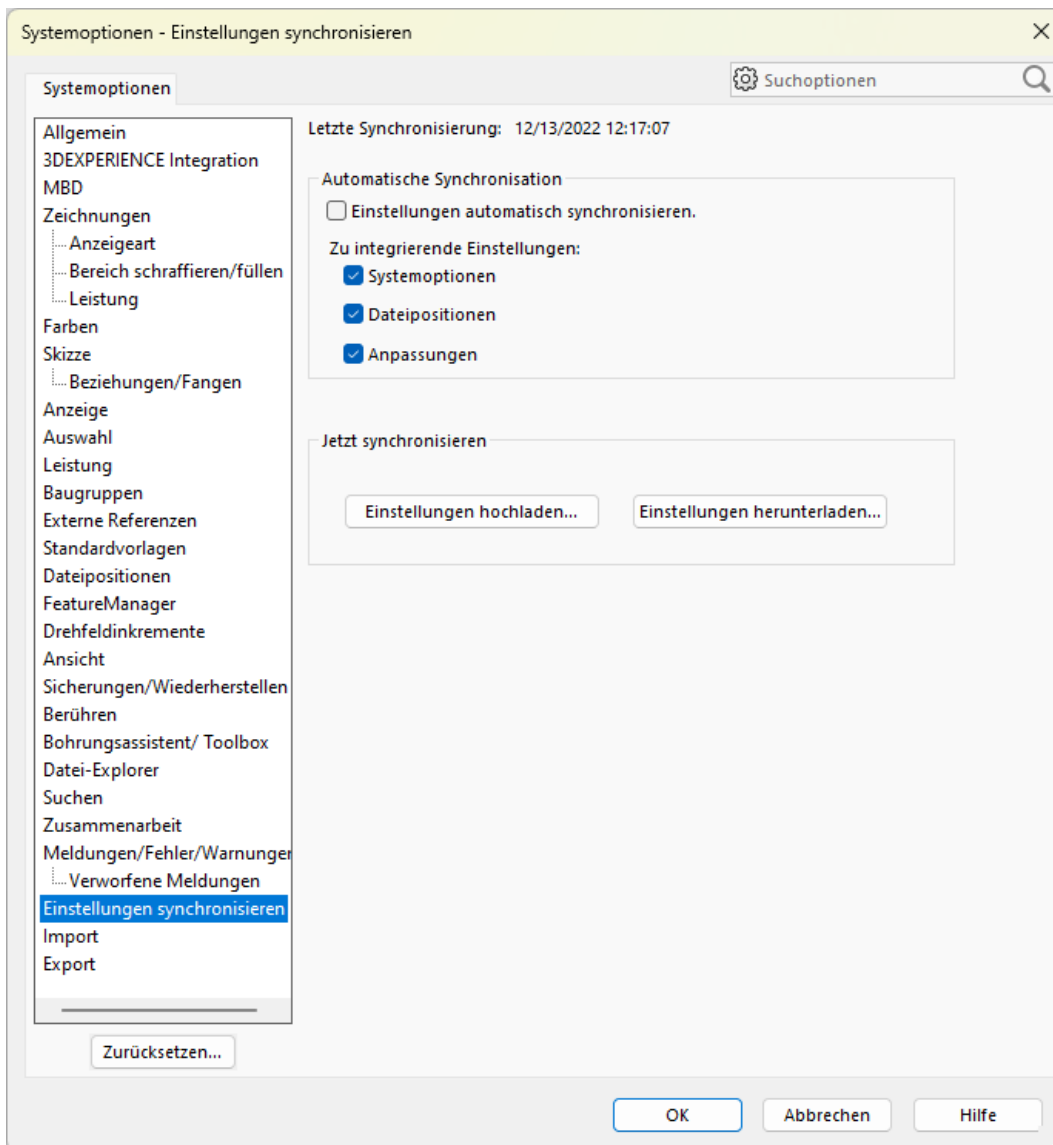 Systemoptionen - Einstellungen synchronisieren
Systemoptionen
Suchoptionen
Allgemein
3DEXPERIENCE Integration
MBD
Zeichnungen
Anzeigeart
Bereich schraffieren/füllen
Leistung
Farben
Skizze
Beziehungen/Fangen
Anzeige
Auswahl
Leistung
Baugruppen
Externe Referenzen
Standardvorlagen
Dateipositionen
FeatureManager
Drehfeldinkremente
Ansicht
Sicherungen/Wiederherstellen
Berühren
Bohrungsassistent/ Toolbox
Datei-Explorer
Suchen
Zusammenarbeit
Meldungen/Fehler/Warnunger
Verworfene Meldungen
Einstellungen synchronisieren
Import
Export
Zurücksetzen...
Letzte Synchronisierung: 12/13/2022 12:17:07
Automatische Synchronisation
Einstellungen automatisch synchronisieren.
Zu integrierende Einstellungen:
Systemoptionen
Dateipositionen
Anpassungen
Jetzt synchronisieren
Einstellungen hochladen...
Einstellungen herunterladen...
OK
Abbrechen
Hilfe